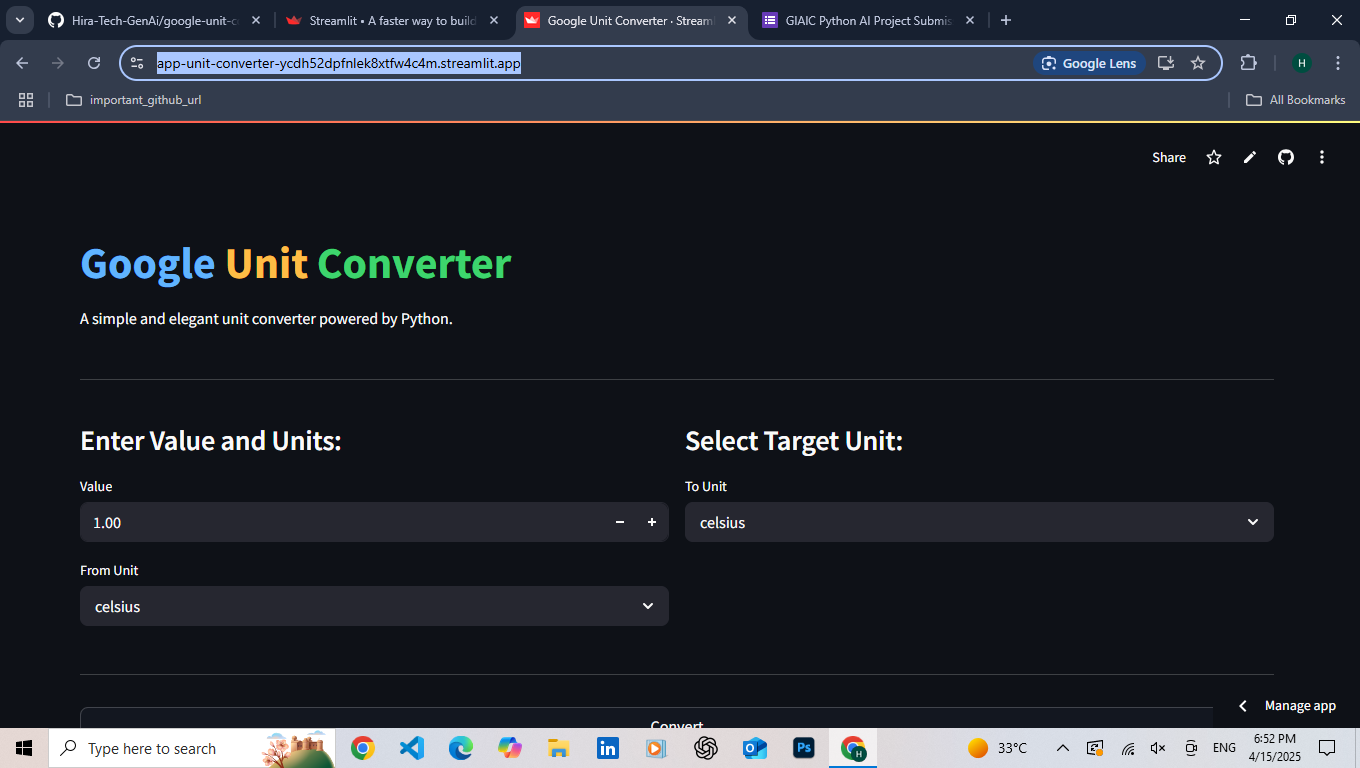 Hira-Tech-GenAi/google-unit-c
Streamlit • A faster way to build
Google Unit Converter · Streaml
GIAIC Python AI Project Submis
app-unit-converter-ycdh52dpfnlek8xtfw4c4m.streamlit.app
Google Lens
H
important_github_url
All Bookmarks
Share
Google Unit Converter
A simple and elegant unit converter powered by Python.
Enter Value and Units:
Select Target Unit:
Value
To Unit
1.00
celsius
From Unit
celsius
Manage app
Convert
Type here to search
Ps
H
33°C
ENG
6:52 PM
4/15/2025